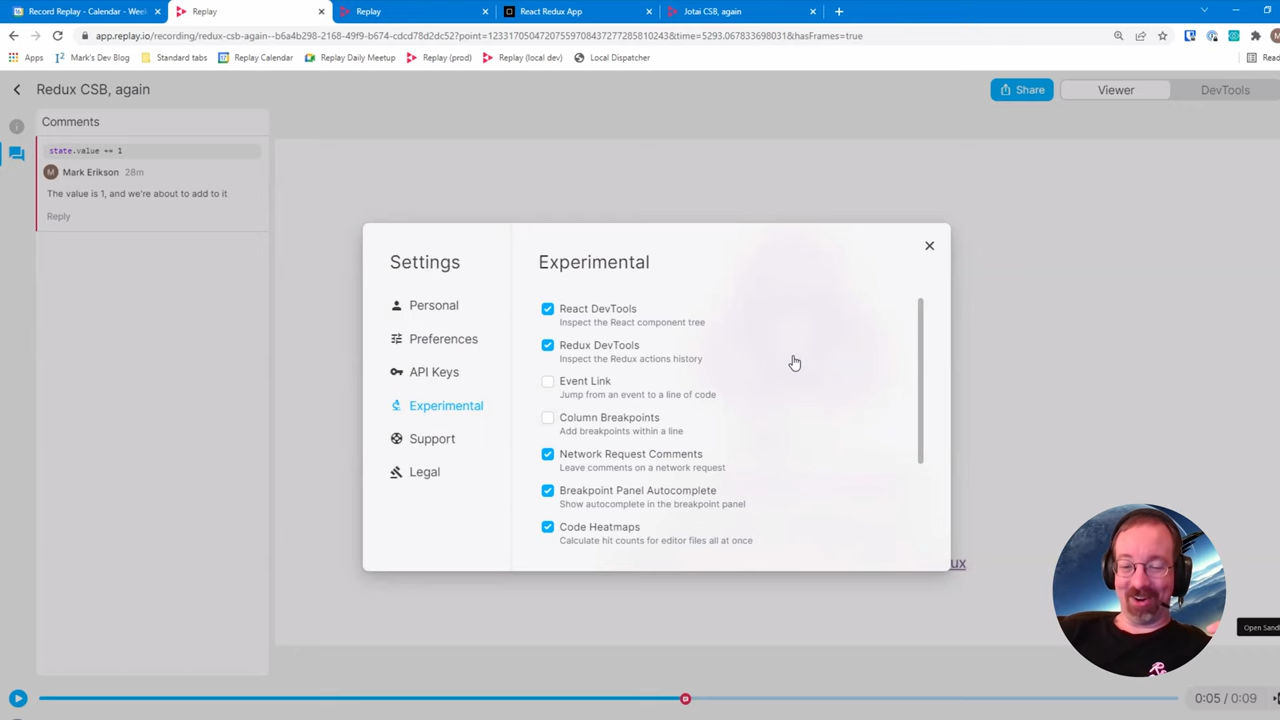 Record Replay - Calendar - Week
Replay
Replay
React Redux App
Jotai CSB, again
app.replay.io/recording/redux-csb-again--b6a4b298-2168-49f9-b674-cdcd78d2dc52?point=12331705047207559708437277285810243&time=5293.067833698031&hasFrames=true
Apps
Mark's Dev Blog
Standard tabs
Replay Calendar
Replay Daily Meetup
Replay (prod)
Replay (local dev)
Local Dispatcher
Read
Redux CSB, again
Share
Viewer
DevTools
Comments
state.value += 1
M
Mark Erikson 28m
The value is 1, and we're about to add to it
Reply
Settings
Personal
Preferences
API Keys
Experimental
Support
Legal
Experimental
React DevTools
Inspect the React component tree
Redux DevTools
Inspect the Redux actions history
Event Link
Jump from an event to a line of code
Column Breakpoints
Add breakpoints within a line
Network Request Comments
Leave comments on a network request
Breakpoint Panel Autocomplete
Show autocomplete in the breakpoint panel
Code Heatmaps
Calculate hit counts for editor files all at once
ux
Open Sand
0:05 / 0:09